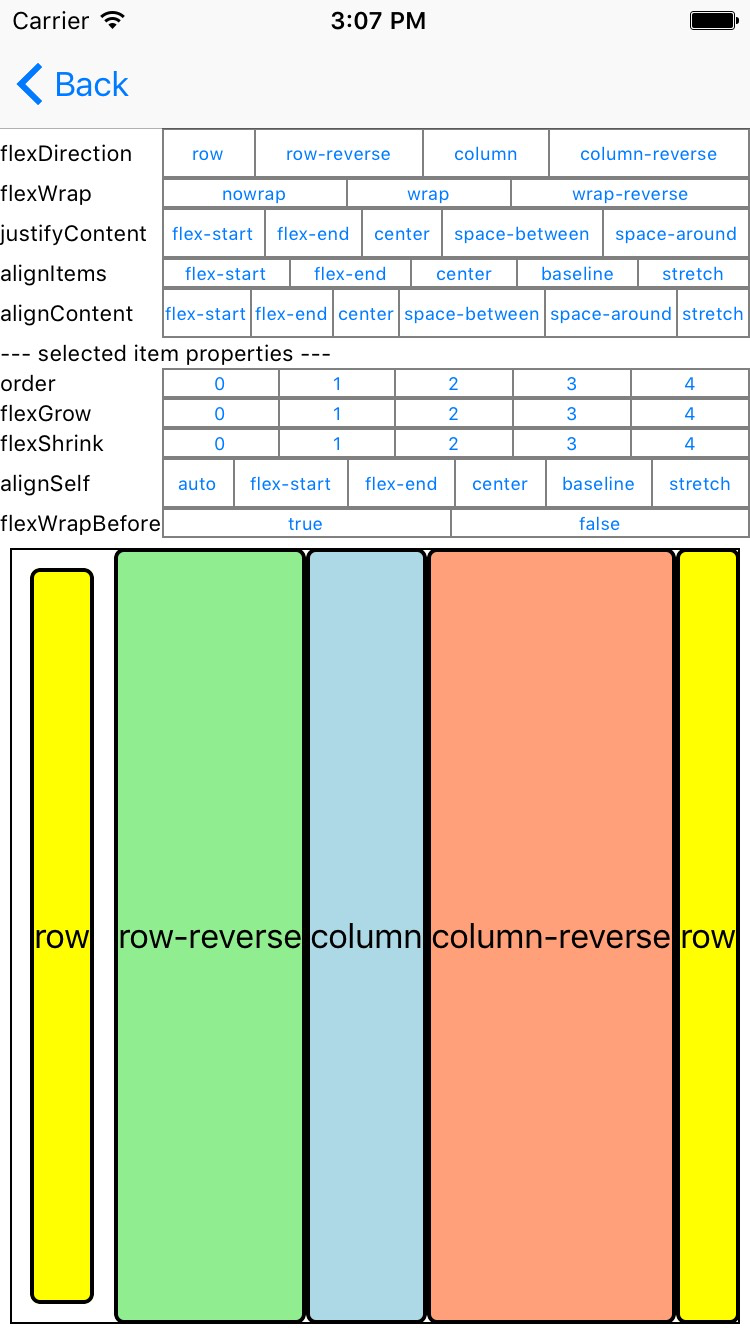 Carrier 3:07 PM
Back
flexDirection row row-reverse column column-reverse
flexWrap nowrap wrap wrap-reverse
justifyContent flex-start flex-end center space-between space-around
alignItems flex-start flex-end center baseline stretch
alignContent flex-start flex-end center space-between space-around stretch
--- selected item properties ---
order 0 1 2 3 4
flexGrow 0 1 2 3 4
flexShrink 0 1 2 3 4
alignSelf auto flex-start flex-end center baseline stretch
flexWrapBefore true false
row row-reverse column column-reverse row